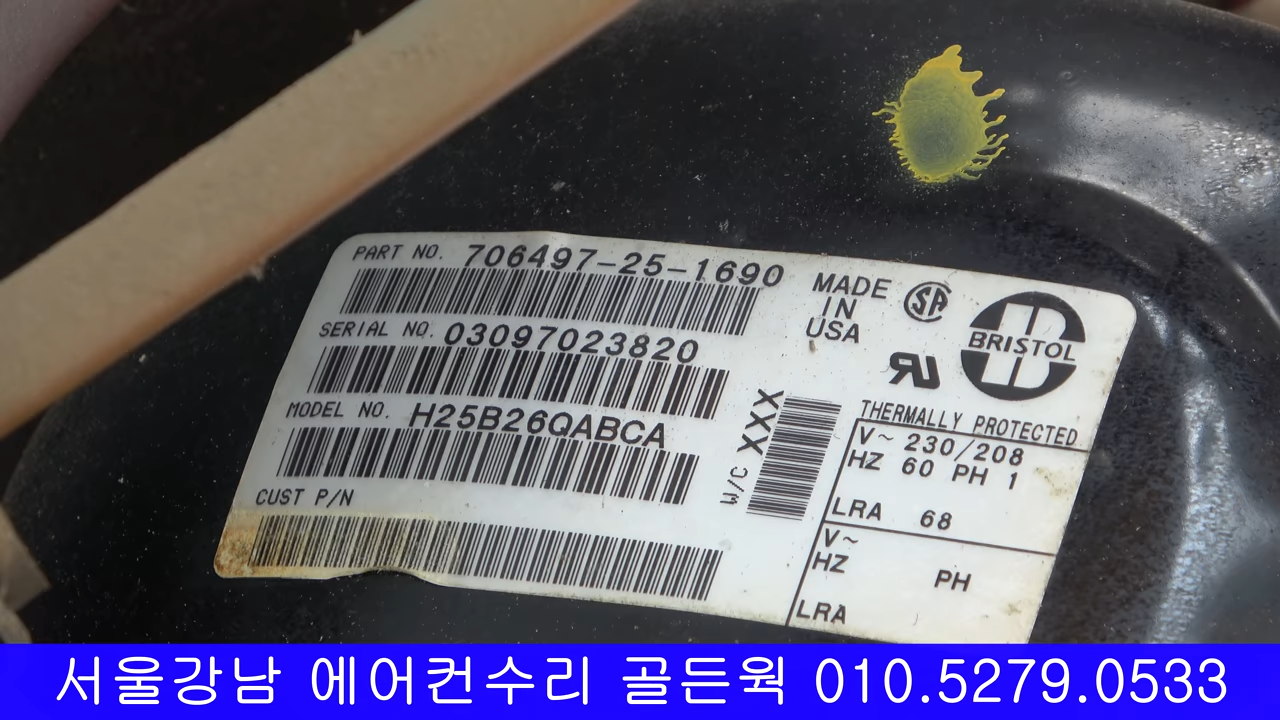 PART NO. 706497-25-1690
SERIAL NO. 03097023820
MODEL NO. H25B26QABCA
CUST P/N
MADE
IN
USA
SA
RU
BRISTOL
W/C XXX
THERMALLY PROTECTED
V~ 230/208
HZ 60 PH 1
LRA 68
V~
HZ PH
LRA
서울강남 에어컨수리 골든웍 010.5279.0533